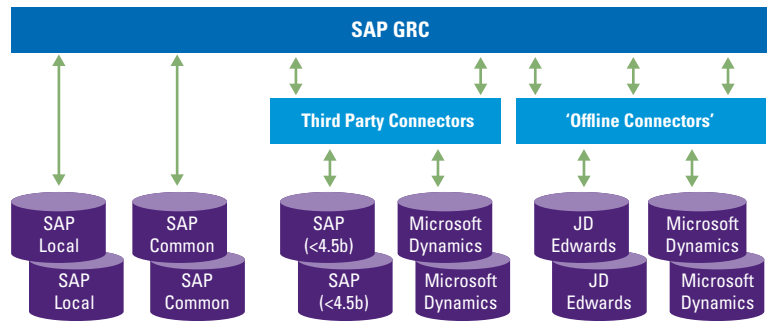 SAP GRC
Third Party Connectors
'Offline Connectors'
SAP
Local
SAP
Local
SAP
Common
SAP
Common
SAP
(<4.5b)
SAP
(<4.5b)
Microsoft
Dynamics
Microsoft
Dynamics
JD
Edwards
JD
Edwards
Microsoft
Dynamics
Microsoft
Dynamics